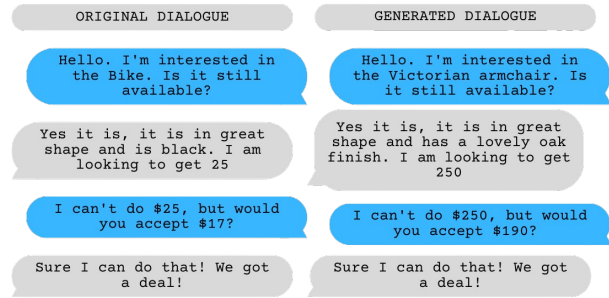 ORIGINAL DIALOGUE
Hello. I'm interested in
the Bike. Is it still
available?
Yes it is, it is in great
shape and is black. I am
looking to get 25
I can't do $25, but would
you accept $17?
Sure I can do that! We got
a deal!
GENERATED DIALOGUE
Hello. I'm interested in
the Victorian armchair. Is
it still available?
Yes it is, it is in great
shape and has a lovely oak
finish. I am looking to get
250
I can't do $250, but would
you accept $190?
Sure I can do that! We got
a deal!